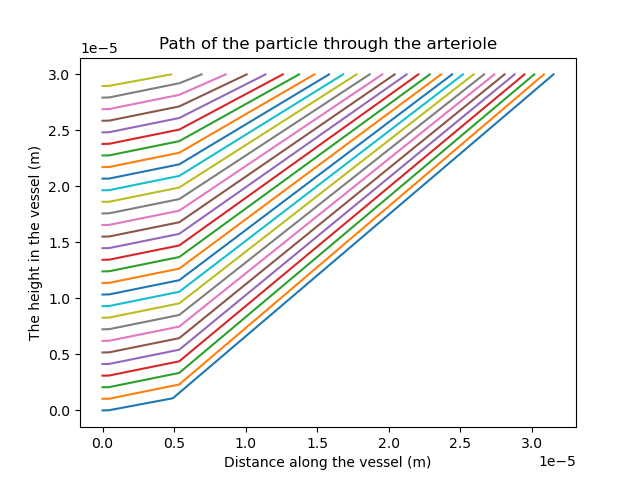 Path of the particle through the arteriole
1e−5
3.0
2.5
2.0
1.5
1.0
0.5
0.0
The height in the vessel (m)
0.0 0.5 1.0 1.5 2.0 2.5 3.0
1e−5
Distance along the vessel (m)